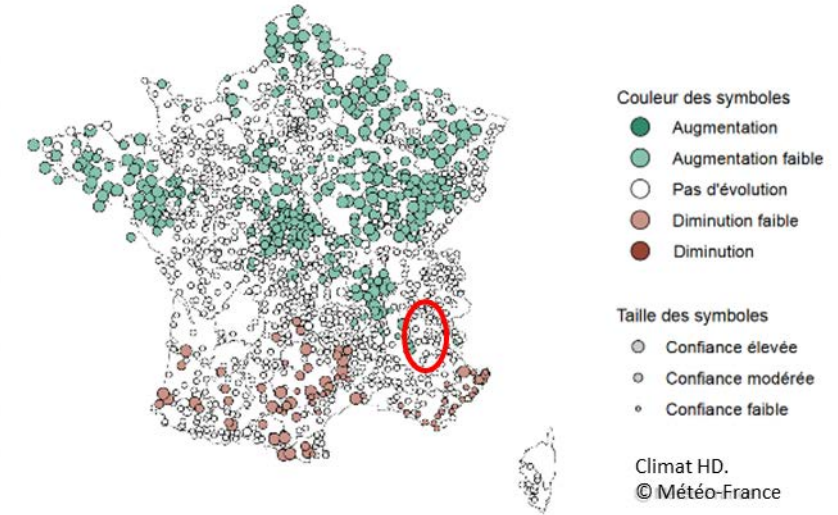 Couleur des symboles
Augmentation
Augmentation faible
Pas d'évolution
Diminution faible
Diminution
Taille des symboles
Confiance élevée
Confiance modérée
Confiance faible
Climat HD.
© Météo-France